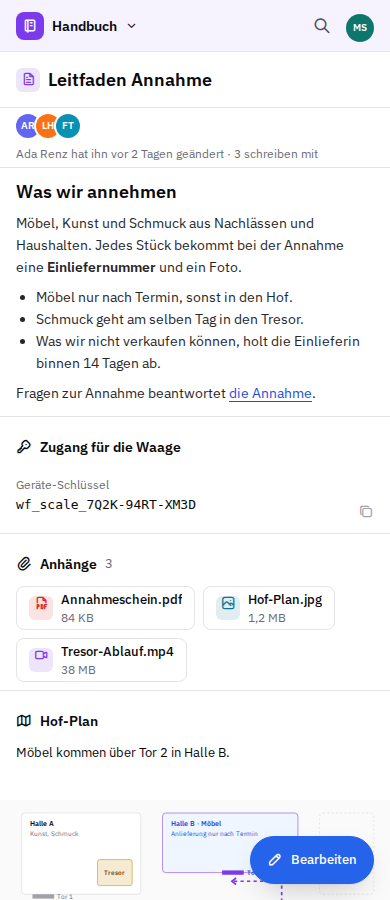 Handbuch
MS
Leitfaden Annahme
AR LH FT
Ada Renz hat ihn vor 2 Tagen geändert · 3 schreiben mit
Was wir annehmen
Möbel, Kunst und Schmuck aus Nachlässen und
Haushalten. Jedes Stück bekommt bei der Annahme
eine Einliefernummer und ein Foto.
Möbel nur nach Termin, sonst in den Hof.
Schmuck geht am selben Tag in den Tresor.
Was wir nicht verkaufen können, holt die Einlieferin
binnen 14 Tagen ab.
Fragen zur Annahme beantwortet die Annahme.
Zugang für die Waage
Geräte-Schlüssel
wf_scale_7Q2K-94RT-XM3D
Anhänge 3
PDF
Annahmeschein.pdf
84 KB
Hof-Plan.jpg
1,2 MB
Tresor-Ablauf.mp4
38 MB
Hof-Plan
Möbel kommen über Tor 2 in Halle B.
Halle A
Kunst, Schmuck
Tresor
Tor 1
Halle B · Möbel
Anlieferung nur nach Termin
Bearbeiten